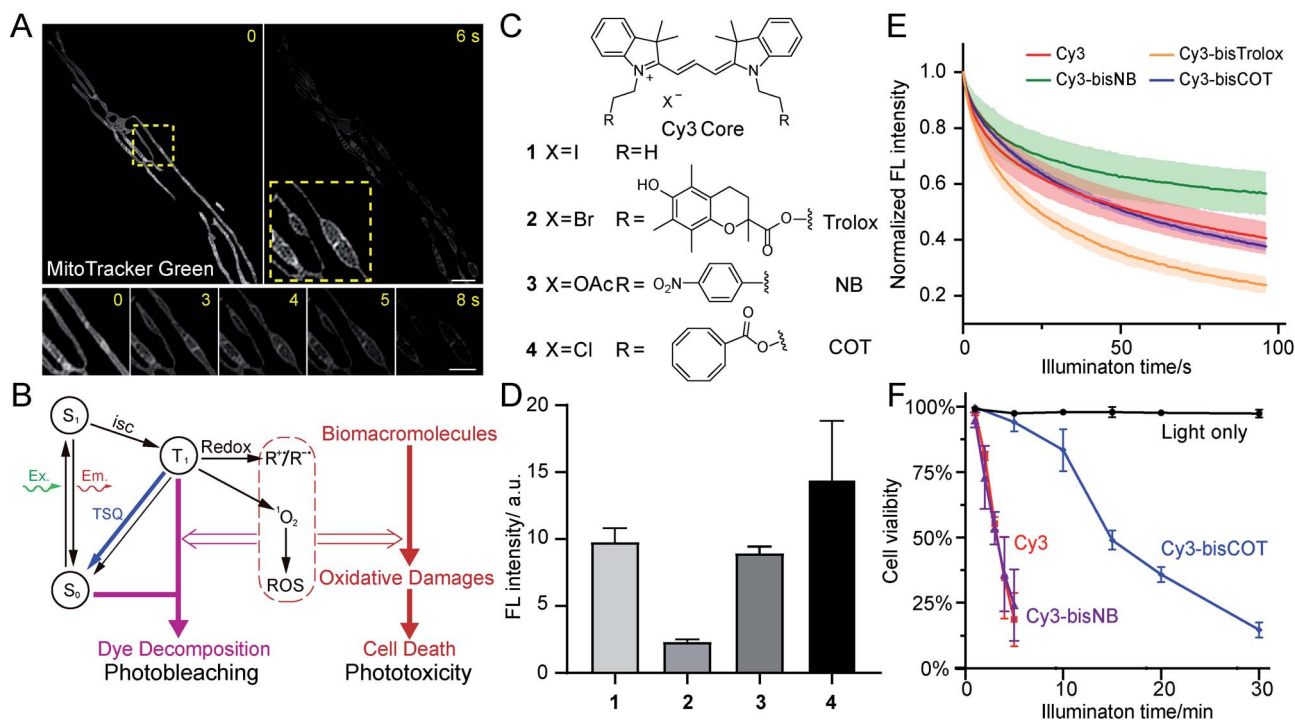 A
0
6 s
MitoTracker Green
0
3
4
5
8 s
B
S1
isc
T1
Redox
R+•/R−•
Ex.
Em.
TSQ
1O2
ROS
S0
Biomacromolecules
Oxidative Damages
Dye Decomposition
Cell Death
Photobleaching
Phototoxicity
C
N
+
N
X−
R
R
Cy3 Core
1 X=I R=H
2 X=Br R=
HO
O
O
O
Trolox
3 X=OAc R=
O2N
NB
4 X=Cl R=
O
O
COT
D
FL intensity/ a.u.
20
15
10
5
0
1 2 3 4
E
Normalized FL intensity
1.0
0.8
0.6
0.4
0.2
Cy3
Cy3-bisTrolox
Cy3-bisNB
Cy3-bisCOT
0 50 100
Illuminaton time/s
F
Cell vialibity
100%
75%
50%
25%
0%
Light only
Cy3
Cy3-bisCOT
Cy3-bisNB
0 10 20 30
Illuminaton time/min